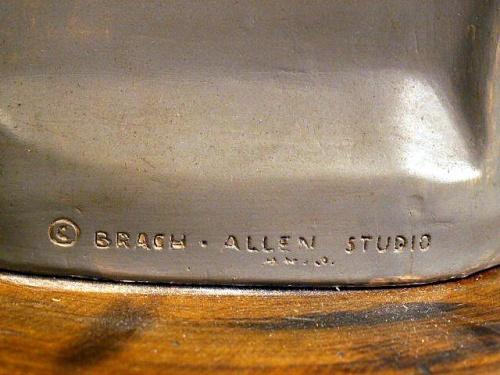 © BRACH · ALLEN STUDIO